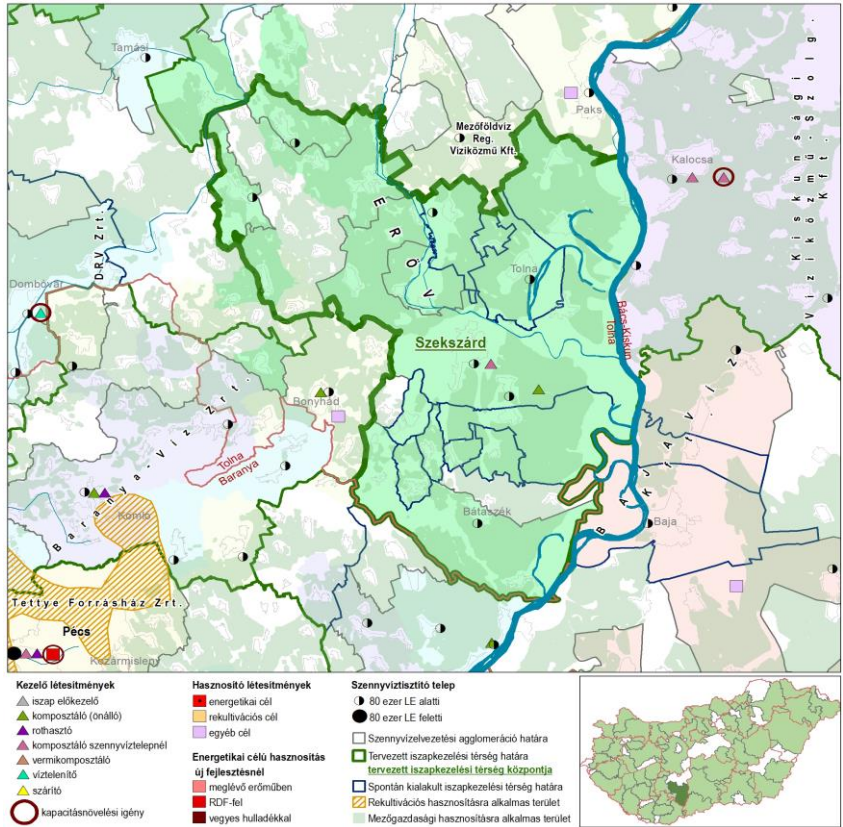 Tamási
Paks
Mezőföldvíz
Reg.
Víziközmű Kft.
Kalocsa
Kiskunsági
Víziközmű-Szolg.
Kft.
ERÖV
DRV Zrt.
Dombóvár
Tolna
Bács-Kiskun
Tolna
Szekszárd
Bonyhád
Tolna
Baranya
Baranya-Víz Zrt.
Komló
BAJAVÍZ
Kft.
Bátaszék
Baja
Tettye Forrásház Zrt.
Pécs
Kozármisleny
Kezelő létesítmények
iszap előkezelő
komposztáló (önálló)
rothasztó
komposztáló szennyvíztelepnél
vermikomposztáló
víztelenítő
szárító
kapacitásnövelési igény
Hasznosító létesítmények
energetikai cél
rekultivációs cél
egyéb cél
Energetikai célú hasznosítás
új fejlesztésnél
meglévő erőműben
RDF-fel
vegyes hulladékkal
Szennyvíztisztító telep
80 ezer LE alatti
80 ezer LE feletti
Szennyvízelvezetési agglomeráció határa
Tervezett iszapkezelési térség határa
tervezett iszapkezelési térség központja
Spontán kialakult iszapkezelési térség határa
Rekultivációs hasznosításra alkalmas terület
Mezőgazdasági hasznosításra alkalmas terület